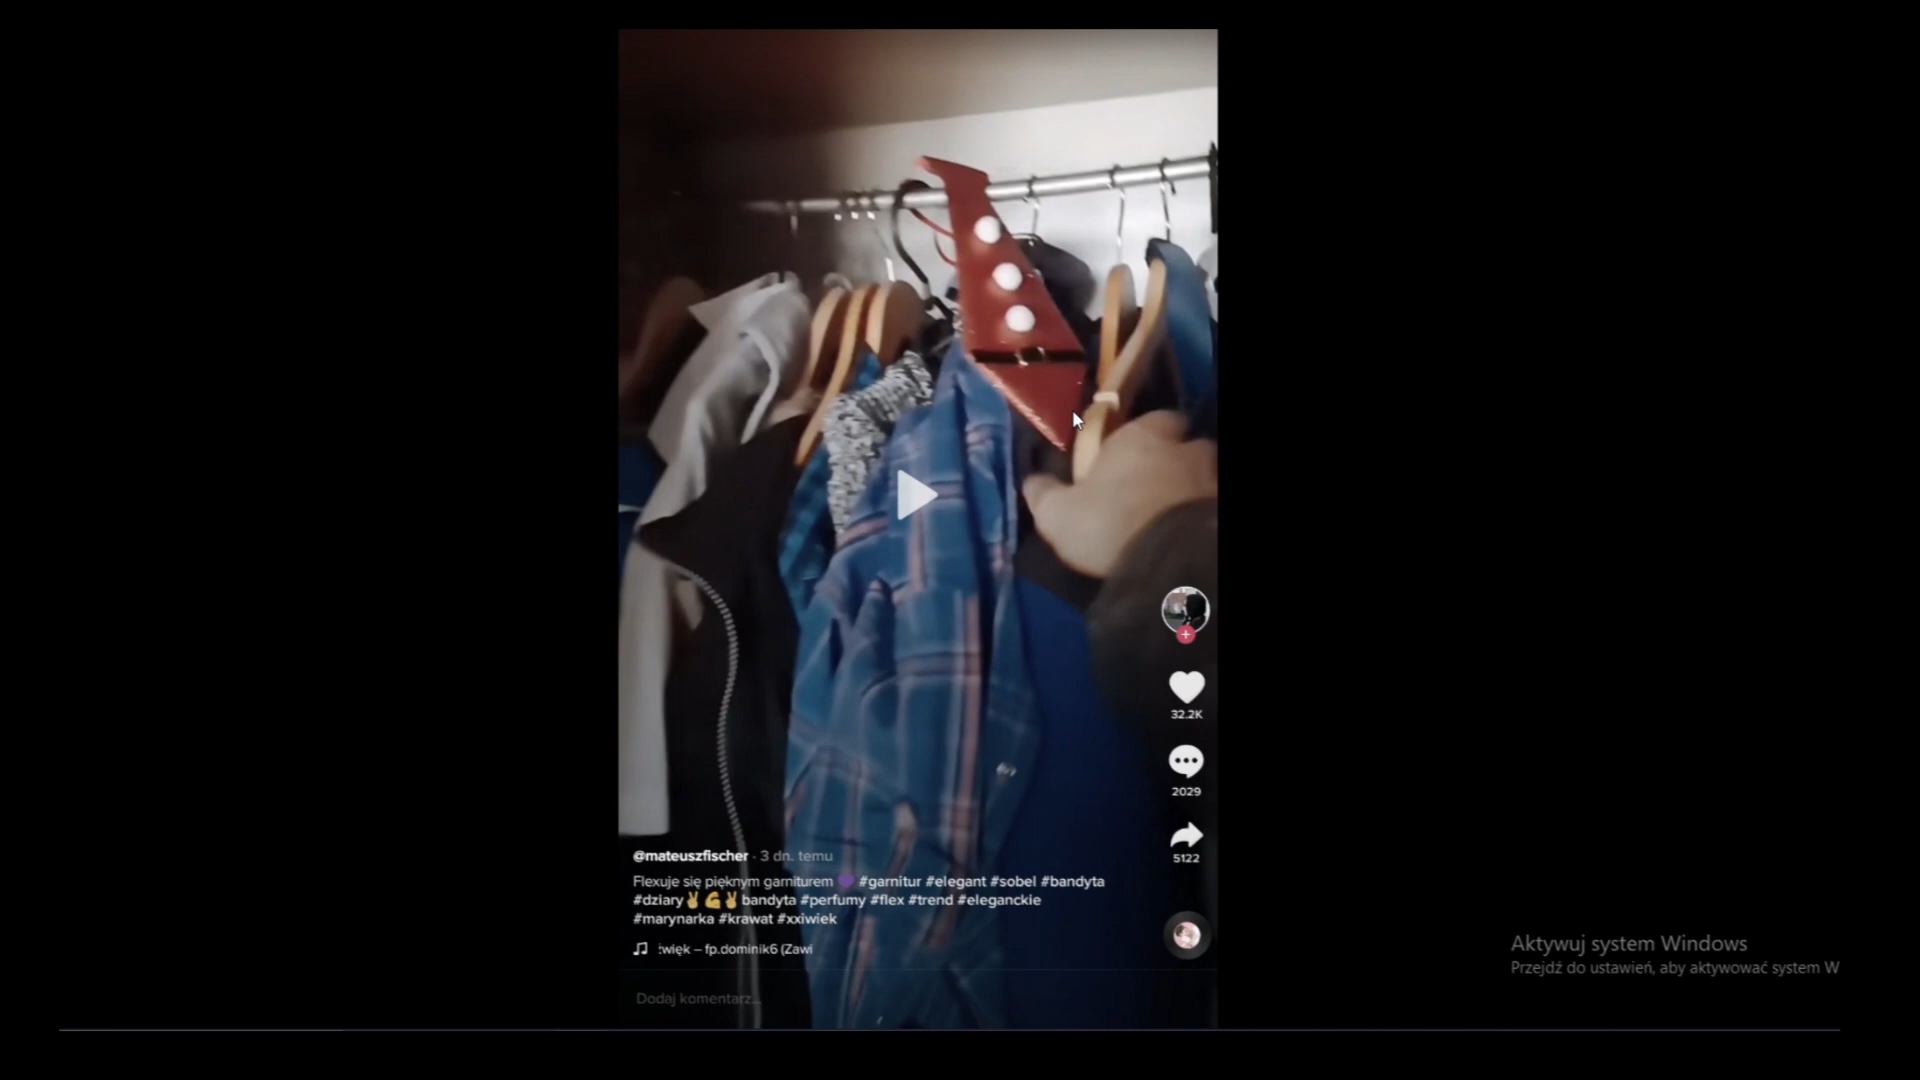 32.2K
2029
5122
@mateuszfischer · 3 dn. temu
Flexuje się pięknym garniturem 💜 #garnitur #elegant #sobel #bandyta
#dziary✌💪✌bandyta #perfumy #flex #trend #eleganckie
#marynarka #krawat #xxiwiek
więk – fp.dominik6 (Zawi
Dodaj komentarz...
Aktywuj system Windows
Przejdź do ustawień, aby aktywować system W